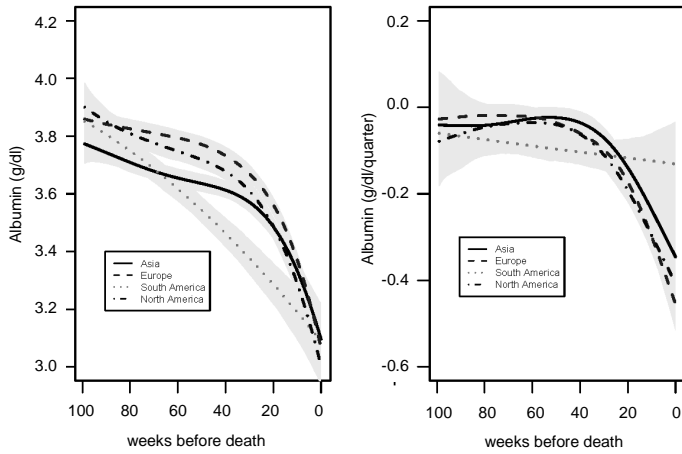 Albumin (g/dl)
4.2
4.0
3.8
3.6
3.4
3.2
3.0
Asia
Europe
South America
North America
100 80 60 40 20 0
weeks before death
Albumin (g/dl/quarter)
0.2
0.0
-0.2
-0.4
-0.6
Asia
Europe
South America
North America
100 80 60 40 20 0
weeks before death